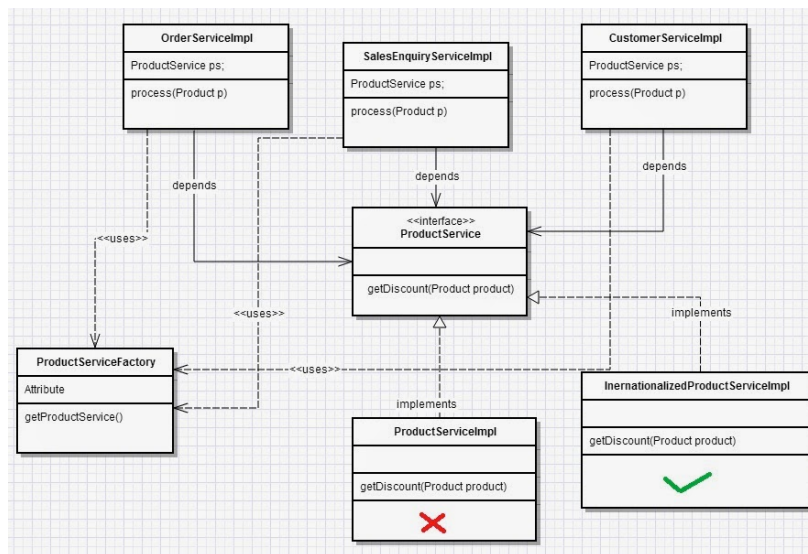 OrderServiceImpl
ProductService ps;
process(Product p)
SalesEnquiryServiceImpl
ProductService ps;
process(Product p)
CustomerServiceImpl
ProductService ps;
process(Product p)
depends
depends
depends
<<interface>>
ProductService
getDiscount(Product product)
<<uses>>
<<uses>>
implements
ProductServiceFactory
Attribute
getProductService()
<<uses>>
InernationalizedProductServiceImpl
getDiscount(Product product)
implements
ProductServiceImpl
getDiscount(Product product)